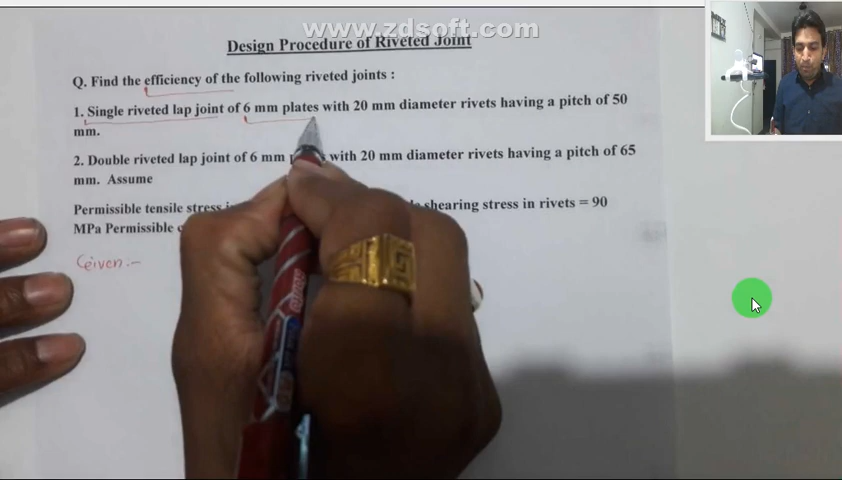 www.zdsoft.com
Design Procedure of Riveted Joint
Q. Find the efficiency of the following riveted joints :
1. Single riveted lap joint of 6 mm plates with 20 mm diameter rivets having a pitch of 50
mm.
2. Double riveted lap joint of 6 mm with 20 mm diameter rivets having a pitch of 65
mm. Assume
Permissible tensile stress shearing stress in rivets = 90
MPa Permissible
Given:-